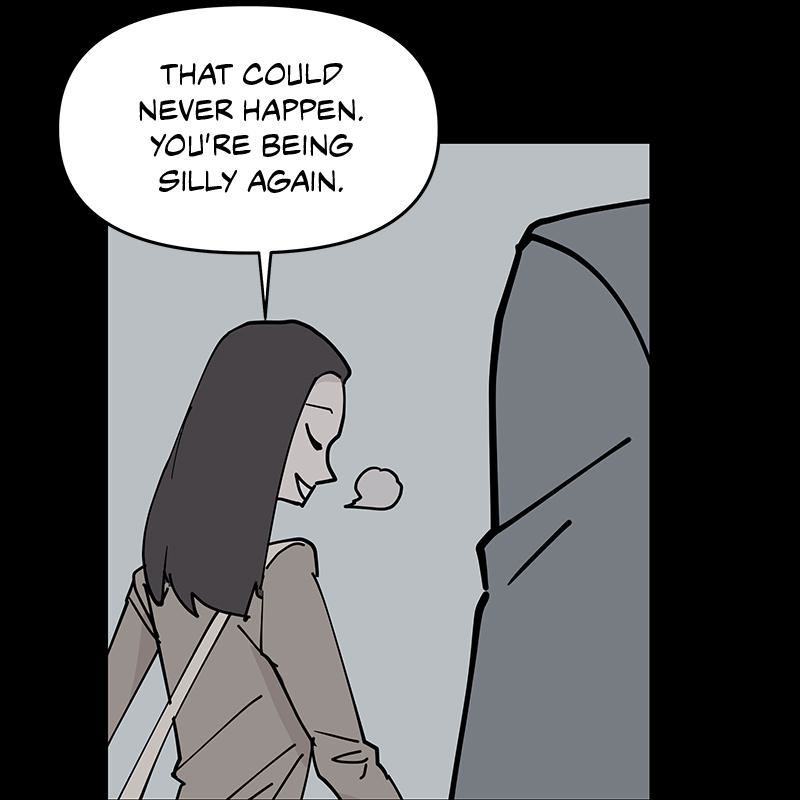 THAT COULD
NEVER HAPPEN.
YOU'RE BEING
SILLY AGAIN.